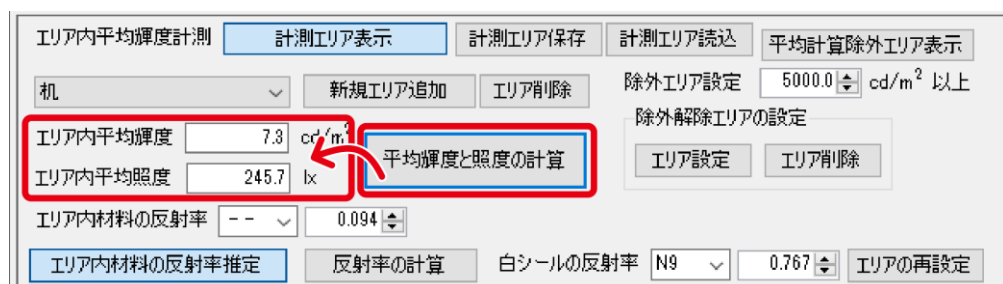 エリア内平均輝度計測 計測エリア表示 計測エリア保存 計測エリア読込 平均計算除外エリア表示
机 新規エリア追加 エリア削除 除外エリア設定 5000.0 cd/m² 以上
エリア内平均輝度 7.3 cd/m² 平均輝度と照度の計算 除外解除エリアの設定
エリア内平均照度 245.7 lx エリア設定 エリア削除
エリア内材料の反射率 -- 0.094
エリア内材料の反射率推定 反射率の計算 白シールの反射率 N9 0.767 エリアの再設定